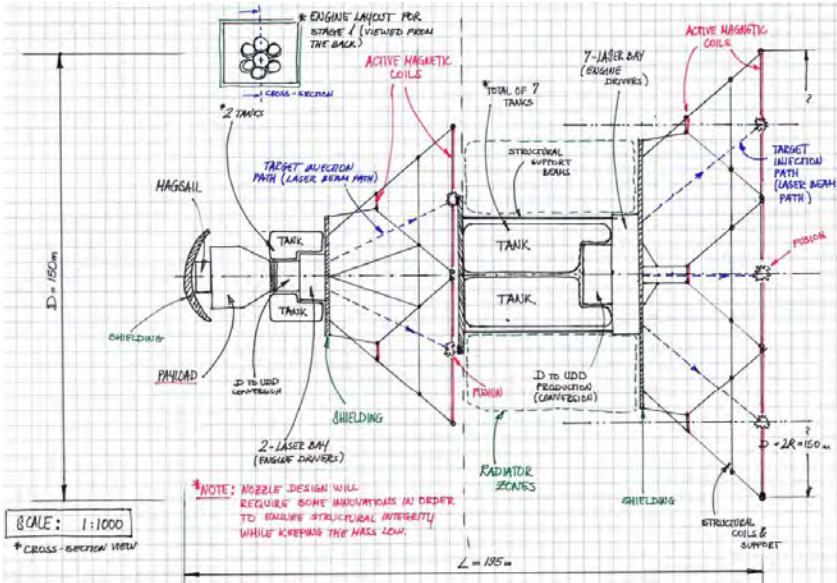 * ENGINE LAYOUT FOR
STAGE 1 (VIEWED FROM
THE BACK)
CROSS-SECTION
ACTIVE MAGNETIC
COILS
7-LASER BAY
(ENGINE DRIVERS)
ACTIVE MAGNETIC
COILS
* 2 TANKS
* TOTAL OF 7
TANKS
TARGET INJECTION
PATH (LASER BEAM PATH)
STRUCTURAL
SUPPORT
BEAMS
TARGET
INJECTION
PATH
(LASER BEAM
PATH)
MAGSAIL
TANK
TANK
TANK
TANK
FUSION
D = 150m
SHIELDING
PAYLOAD
D TO UDD
CONVERSION
D TO UDD
PRODUCTION
(CONVERSION)
FUSION
SHIELDING
2-LASER BAY
(ENGINE DRIVERS)
RADIATOR
ZONES
SHIELDING
D = 2R = 150m
STRUCTURAL
COILS &
SUPPORT
* NOTE: NOZZLE DESIGN WILL
REQUIRE SOME INNOVATIONS IN ORDER
TO ENSURE STRUCTURAL INTEGRITY
WHILE KEEPING THE MASS LOW.
SCALE: 1:1000
* CROSS-SECTION VIEW
L = 195m